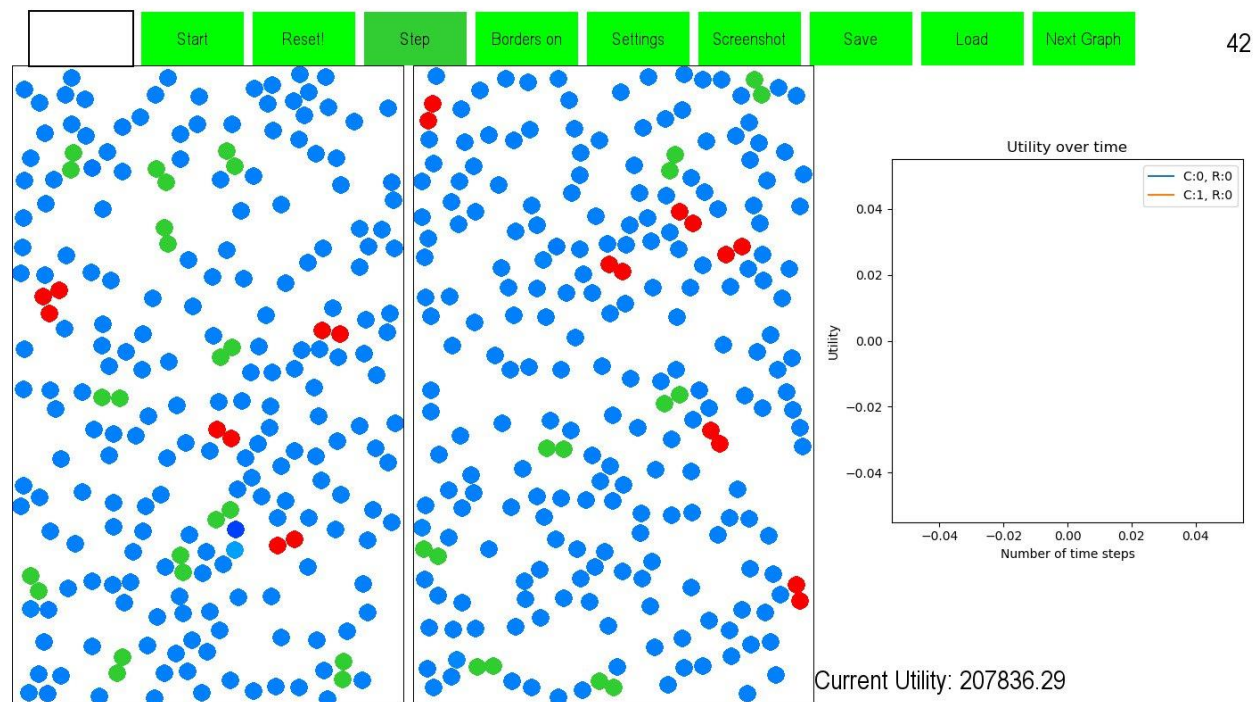 Start
Reset!
Step
Borders on
Settings
Screenshot
Save
Load
Next Graph
42
Utility over time
C:0, R:0
C:1, R:0
0.04
0.02
0.00
−0.02
−0.04
Utility
−0.04 −0.02 0.00 0.02 0.04
Number of time steps
Current Utility: 207836.29